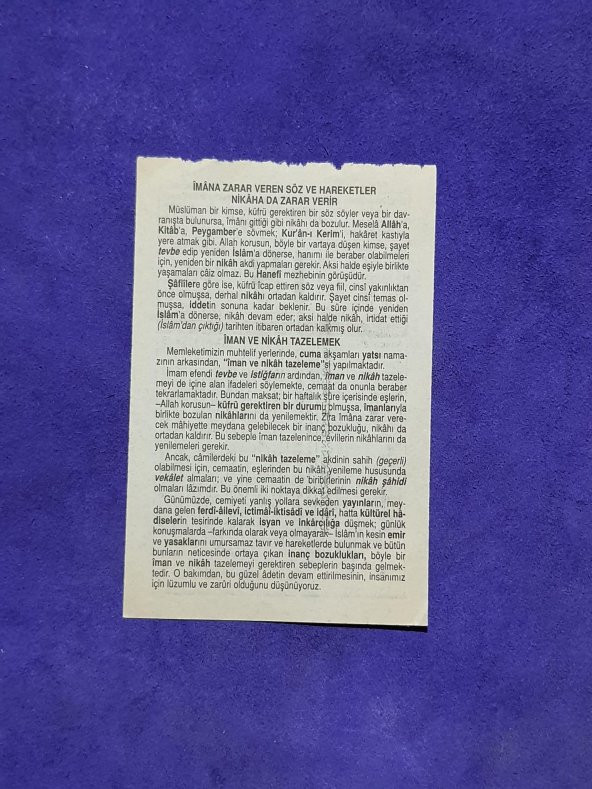 ÎMÂNA ZARAR VEREN SÖZ VE HAREKETLER
NİKÂHA DA ZARAR VERİR
Müslüman bir kimse, küfrü gerektiren bir söz söyler veya bir dav-
ranışta bulunursa, îmânı gittiği gibi nikâhı da bozulur. Meselâ Allâh'a,
Kitâb'a, Peygamber'e sövmek; Kur'ân-ı Kerim'i, hakâret kastıyla
yere atmak gibi. Allah korusun, böyle bir vartaya düşen kimse, şayet
tevbe edip yeniden İslam'a dönerse, hanımı ile beraber olabilmeleri
için, yeniden bir nikâh akdi yapmaları gerekir. Aksi halde eşiyle birlikte
yaşamaları câiz olmaz. Bu Hanefî mezhebinin görüşüdür.
Şâfiîlere göre ise, küfrü îcap ettiren söz veya fiil, cinsî yakınlıktan
önce olmuşsa, derhal nikâhı ortadan kaldırır. Şayet cinsî temas ol-
muşsa, iddetin sonuna kadar beklenir. Bu süre içinde yeniden
İslâm'a dönerse, nikâh devam eder; aksi halde nikâh, irtidat ettiği
(İslâm'dan çıktığı) tarihten itibaren ortadan kalkmış olur.
İMAN VE NİKÂH TAZELEMEK
Memleketimizin muhtelif yerlerinde, cuma akşamları yatsı nama-
zının arkasından, "îman ve nikâh tazeleme"si yapılmaktadır.
İmam efendi tevbe ve istiğfarın ardından, îman ve nikâh tazele-
meyi de içine alan ifadeleri söylemekte, cemaat da onunla beraber
tekrarlamaktadır. Bundan maksat; bir haftalık süre içerisinde eşlerin,
–Allah korusun– küfrü gerektiren bir durumu olmuşsa, îmanlarıyla
birlikte bozulan nikâhlarını da yenilemektir. Zira îmâna zarar vere-
cek mâhiyette meydana gelebilecek bir inanç bozukluğu, nikâhı da
ortadan kaldırır. Bu sebeple îman tazelenince, evlilerin nikâhlarını da
yenilemeleri gerekir.
Ancak, câmilerdeki bu "nikâh tazeleme" akdinin sahih (geçerli)
olabilmesi için, cemaatin, eşlerinden bu nikâhı yenileme hususunda
vekâlet almaları; ve yine cemaatin de birbirlerinin nikâh şâhidi
olmaları lâzımdır. Bu önemli iki noktaya dikkat edilmesi gerekir.
Günümüzde, cemiyeti yanlış yollara sevkeden yayınların, mey-
dana gelen ferdî-âilevî, ictimâî-iktisâdî ve idârî, hatta kültürel hâ-
diselerin tesirinde kalarak isyan ve inkârcılığa düşmek; günlük
konuşmalarda –farkında olarak veya olmayarak– İslâm'ın kesin emir
ve yasaklarını umursamaz tavır ve hareketlerde bulunmak ve bütün
bunların neticesinde ortaya çıkan inanç bozuklukları, böyle bir
îman ve nikâh tazelemeyi gerektiren sebeplerin başında gelmek-
tedir. O bakımdan, bu güzel âdetin devam ettirilmesinin, insanımız
için lüzumlu ve zarûrî olduğunu düşünüyoruz.